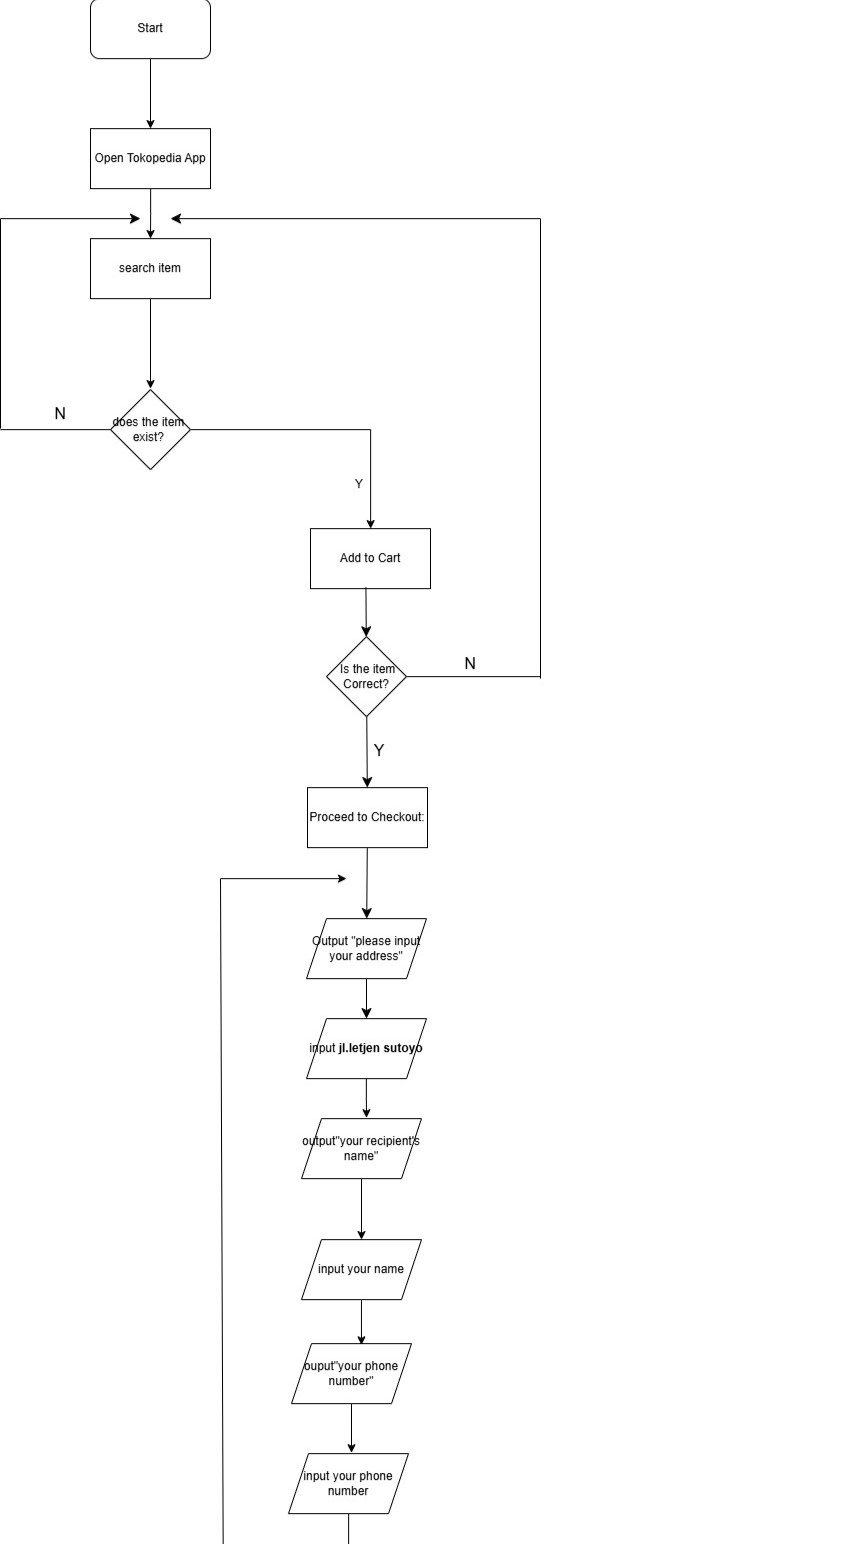 Start
Open Tokopedia App
search item
N
does the item
exist?
Y
Add to Cart
Is the item
Correct?
N
Y
Proceed to Checkout:
Output "please input
your address"
input jl.letjen sutoyo
output"your recipient's
name"
input your name
ouput"your phone
number"
input your phone
number